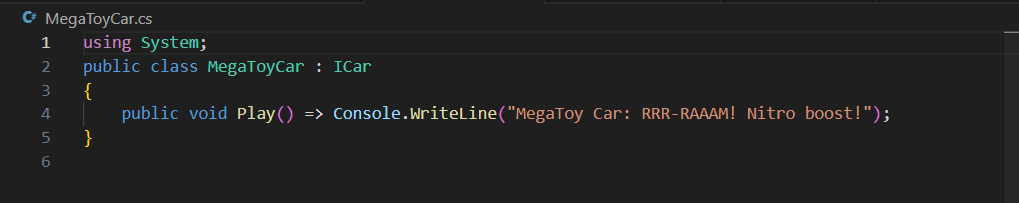 MegaToyCar.cs
1 using System;
2 public class MegaToyCar : ICar
3 {
4     public void Play() => Console.WriteLine("MegaToy Car: RRR-RAAAM! Nitro boost!");
5 }
6